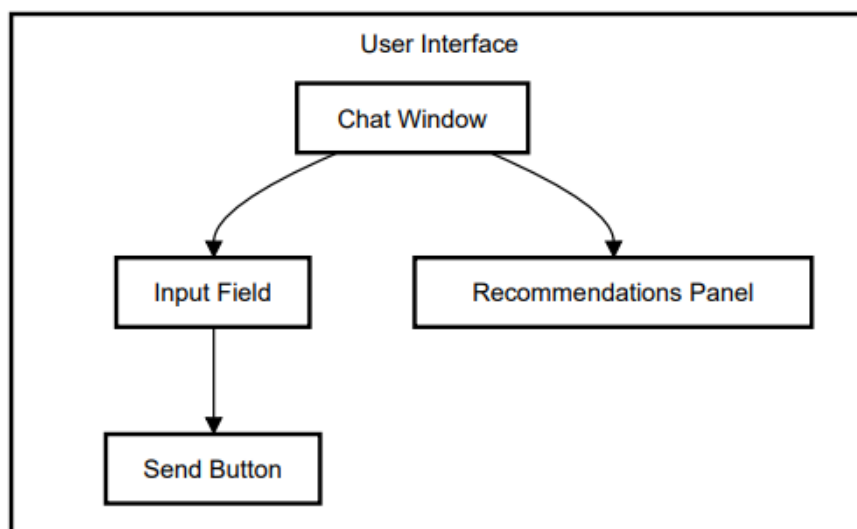 User Interface
Chat Window
Input Field
Recommendations Panel
Send Button